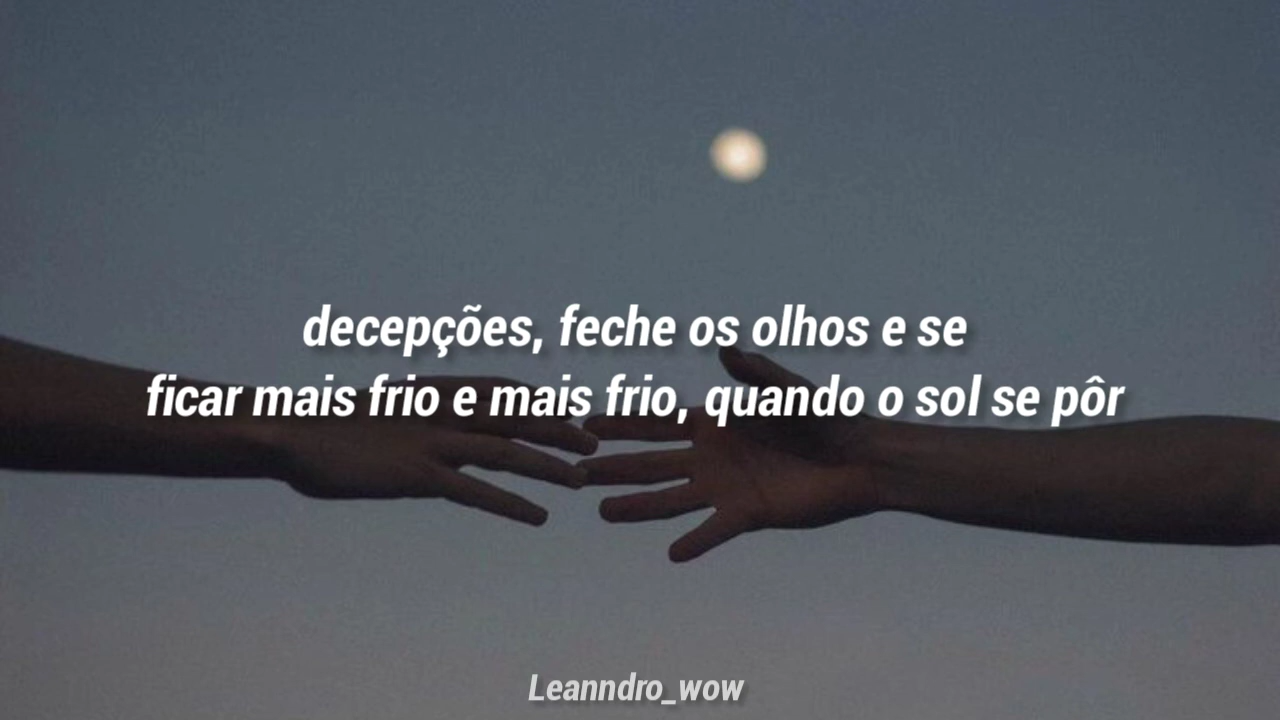 decepções, feche os olhos e se
ficar mais frio e mais frio, quando o sol se pôr
Leanndro_wow